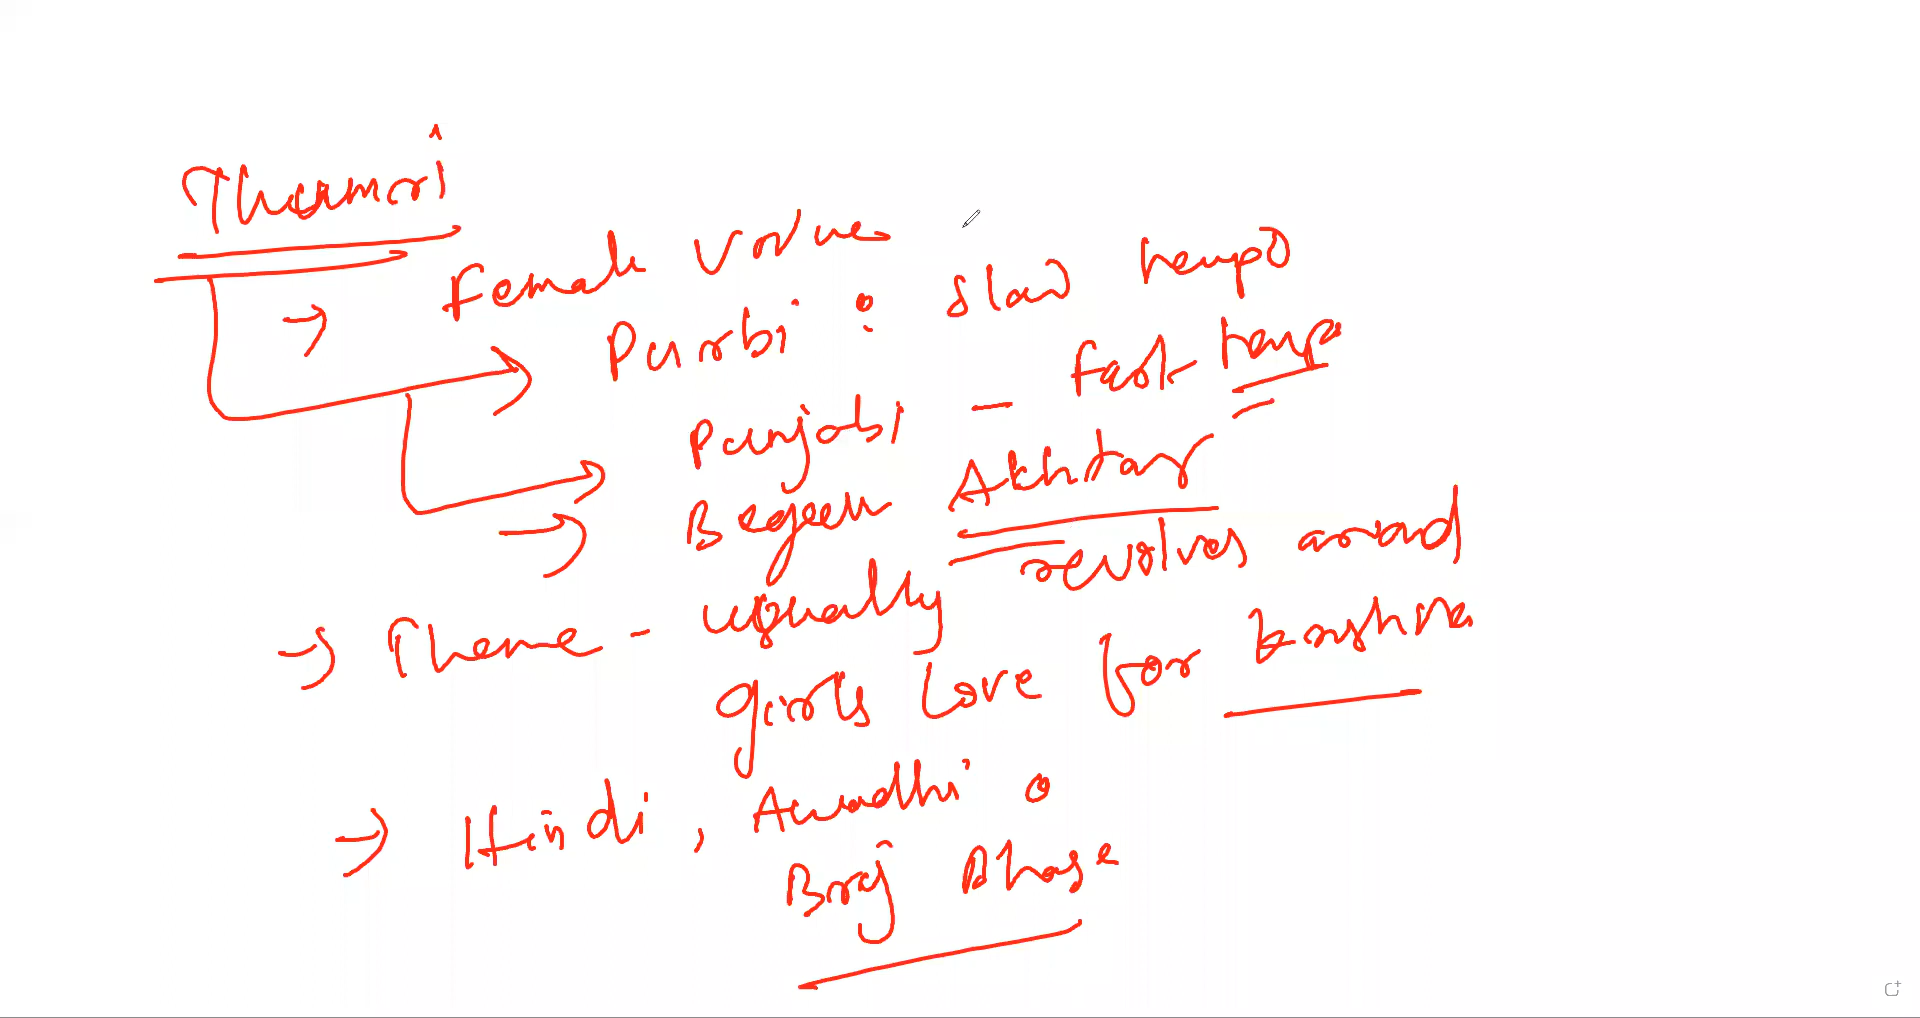 Thumri
→ Female Voice
Purbi : slow tempo
Punjabi - fast tempo
→ Begum Akhtar
→ Theme - usually revolves around
girls love for krishna
→ Hindi, Awadhi &
Braj Bhasa